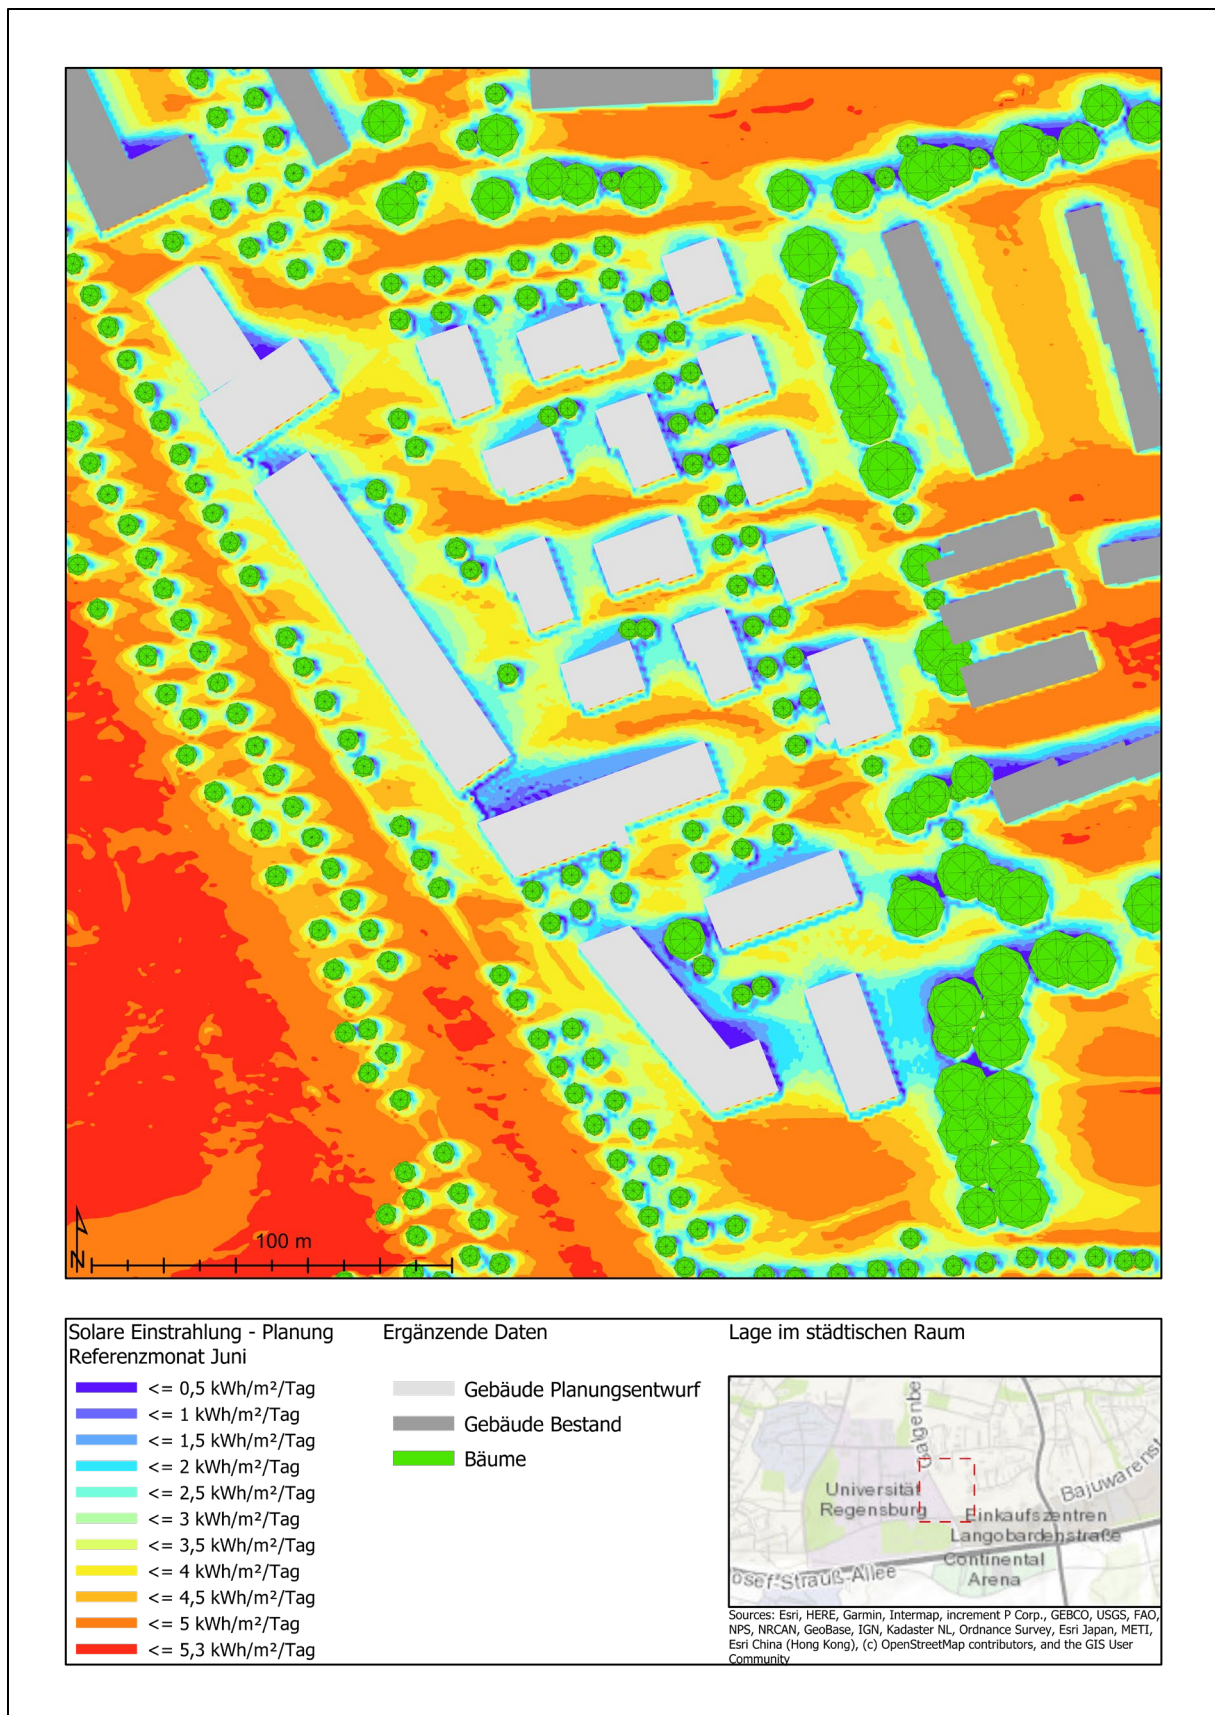 N
100 m
Solare Einstrahlung - Planung
Referenzmonat Juni
<= 0,5 kWh/m²/Tag
<= 1 kWh/m²/Tag
<= 1,5 kWh/m²/Tag
<= 2 kWh/m²/Tag
<= 2,5 kWh/m²/Tag
<= 3 kWh/m²/Tag
<= 3,5 kWh/m²/Tag
<= 4 kWh/m²/Tag
<= 4,5 kWh/m²/Tag
<= 5 kWh/m²/Tag
<= 5,3 kWh/m²/Tag
Ergänzende Daten
Gebäude Planungsentwurf
Gebäude Bestand
Bäume
Lage im städtischen Raum
Galgenbe
Universität
Regensburg
Bajuwarenst
Einkaufszentren
Langobardenstraße
Continental
Arena
osef-Strauß-Allee
Sources: Esri, HERE, Garmin, Intermap, increment P Corp., GEBCO, USGS, FAO,
NPS, NRCAN, GeoBase, IGN, Kadaster NL, Ordnance Survey, Esri Japan, METI,
Esri China (Hong Kong), (c) OpenStreetMap contributors, and the GIS User
Community